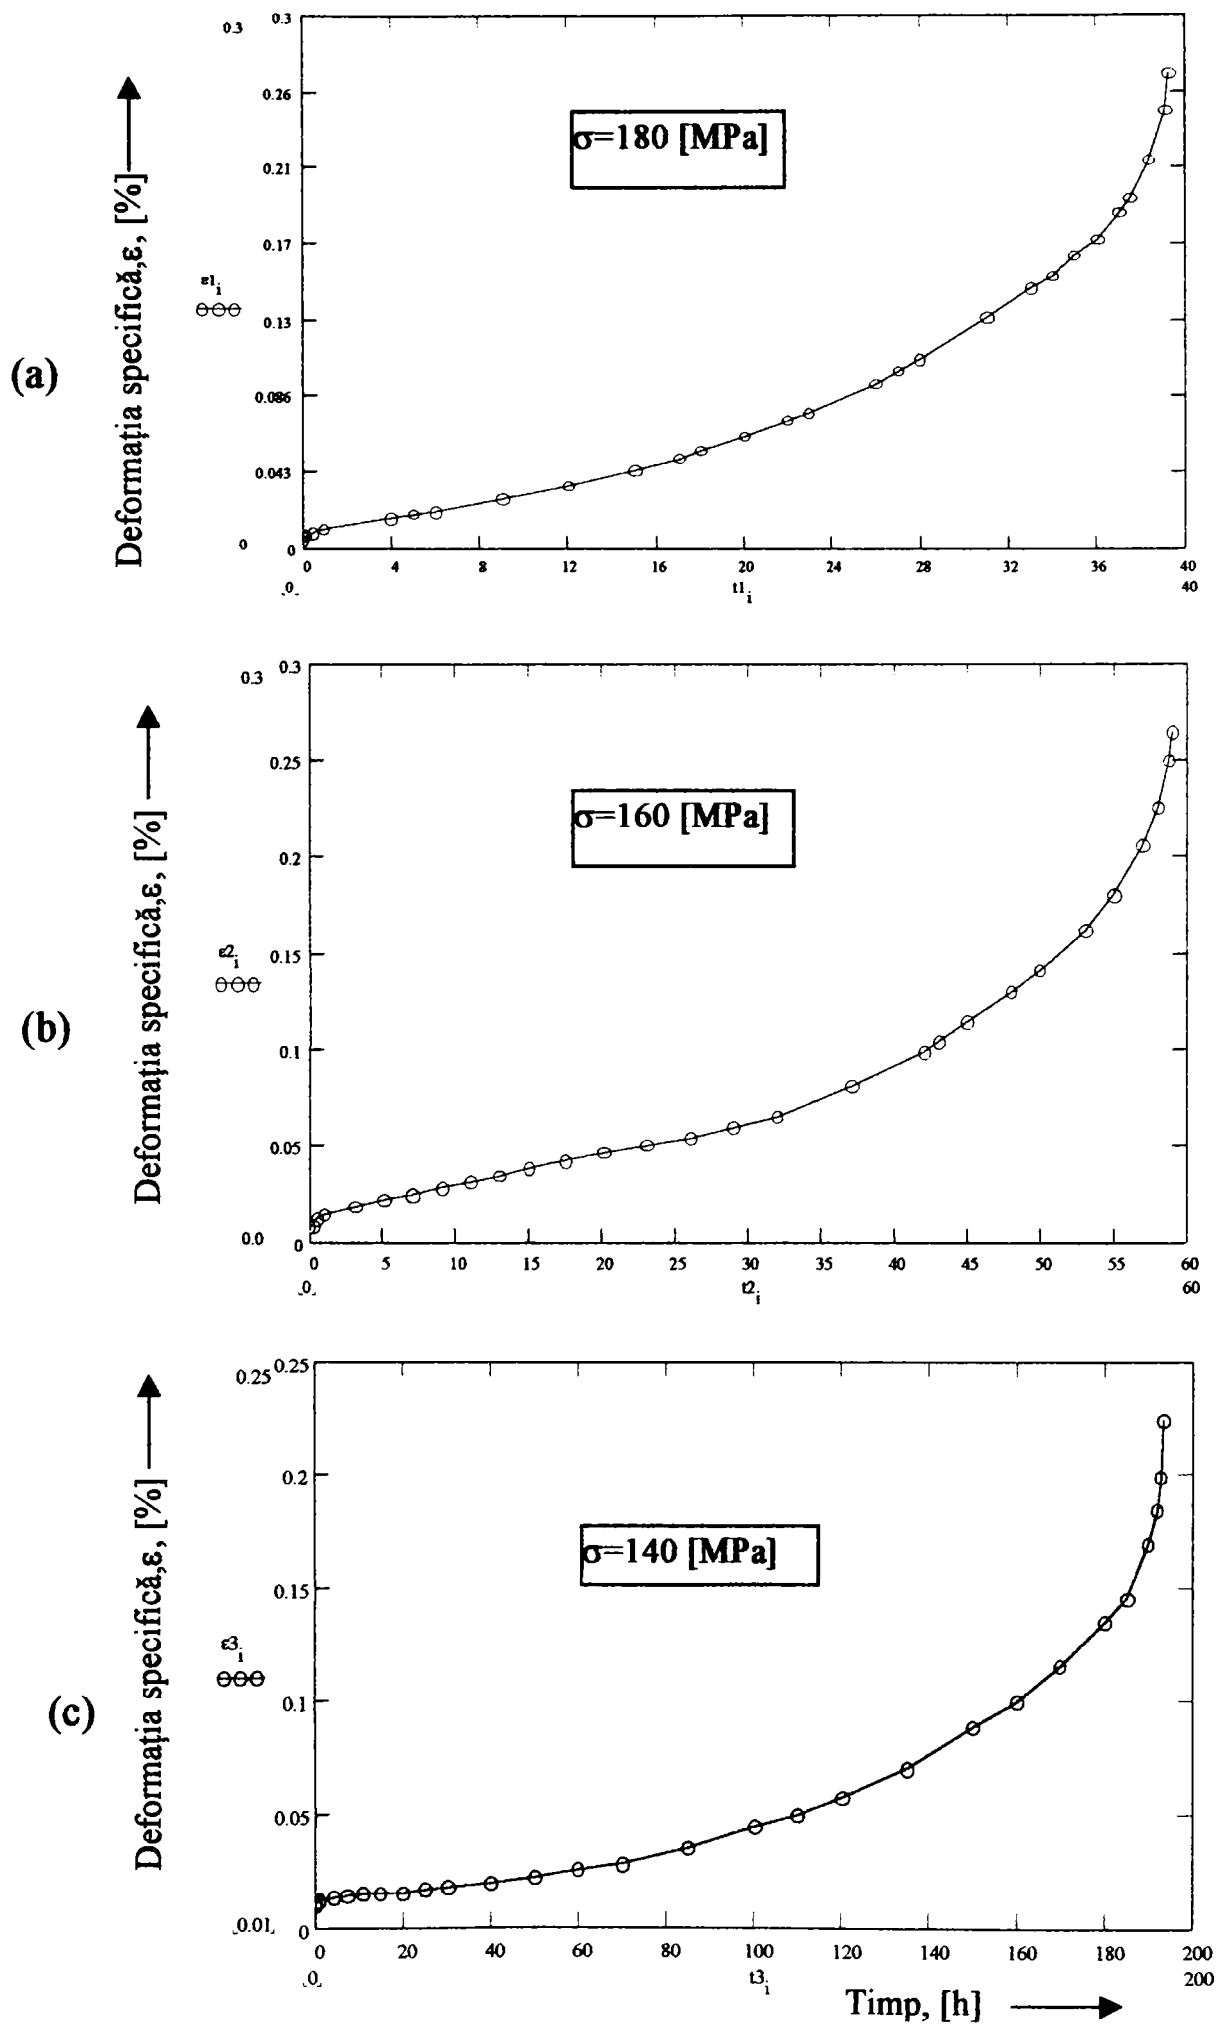 0.3
0.3
0.26
0.21
0.17
0.13
0.086
0.043
0
0
σ=180 [MPa]
Deformația specifică,ε, [%]
ε1i
(a)
0 4 8 12 16 20 24 28 32 36 40
0 t1i 40
0.3
0.3
0.25
0.2
0.15
0.1
0.05
0
0.0
σ=160 [MPa]
Deformația specifică,ε, [%]
ε2i
(b)
0 5 10 15 20 25 30 35 40 45 50 55 60
0 t2i 60
0.25
0.25
0.2
0.15
0.1
0.05
0
0.01
σ=140 [MPa]
Deformația specifică,ε, [%]
ε3i
(c)
0 20 40 60 80 100 120 140 160 180 200
0 t3i 200
Timp, [h]